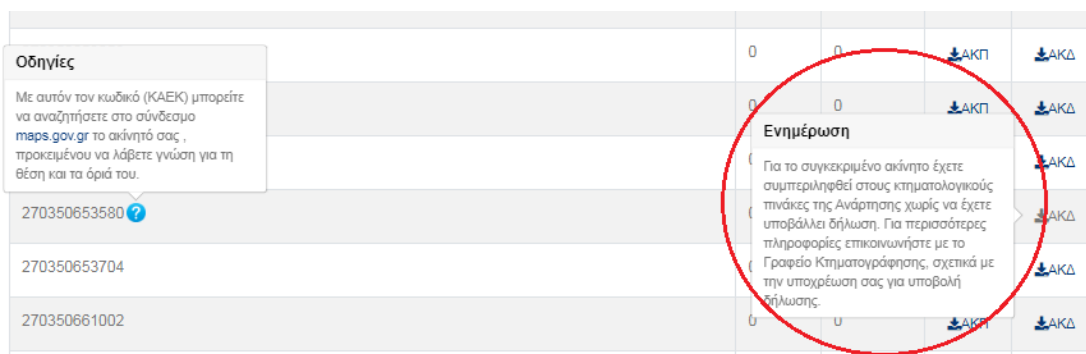 0 0 ΑΚΠ ΑΚΔ
Οδηγίες
Με αυτόν τον κωδικό (ΚΑΕΚ) μπορείτε
να αναζητήσετε στο σύνδεσμο
maps.gov.gr το ακίνητό σας ,
προκειμένου να λάβετε γνώση για τη
θέση και τα όριά του.
0 0 ΑΚΠ ΑΚΔ
Ενημέρωση
Για το συγκεκριμένο ακίνητο έχετε
συμπεριληφθεί στους κτηματολογικούς
πινάκες της Ανάρτησης χωρίς να έχετε
υποβάλλει δήλωση. Για περισσότερες
πληροφορίες επικοινωνήστε με το
Γραφείο Κτηματογράφησης, σχετικά με
την υποχρέωση σας για υποβολή
δήλωσης.
ΑΚΔ
270350653580 ? ΑΚΔ
270350653704 ΑΚΔ
270350661002 0 0 ΑΚΠ ΑΚΔ